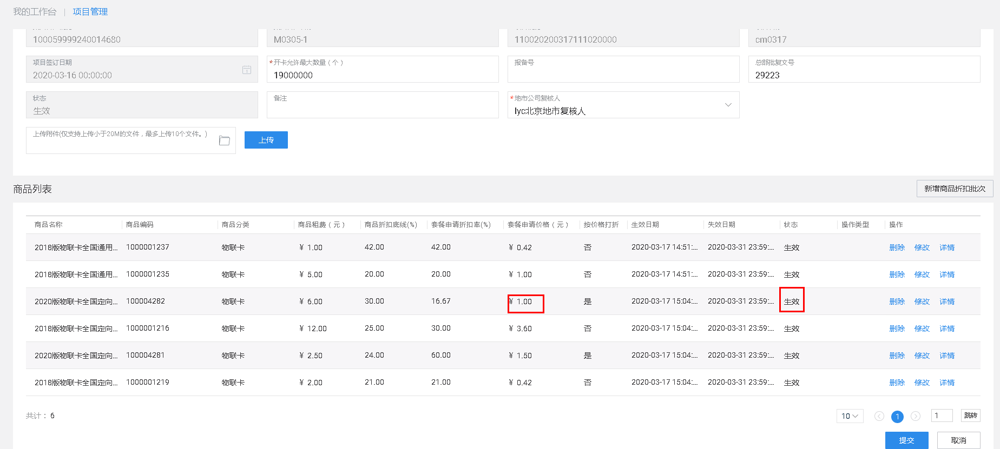 我的工作台 | 项目管理
100059999240014680 M0305-1 110020200317111020000 cm0317
项目签订日期 *开卡允许最大数量（个） 报备号 总部批复文号
2020-03-16 00:00:00 19000000 29223
状态 备注 *地市公司复核人
生效 lyc北京地市复核人
上传附件(仅支持上传小于20M的文件，最多上传10个文件。) 上传
商品列表 新增商品折扣批次
商品名称 商品编码 商品分类 商品租费（元） 商品折扣底线(%) 套餐申请折扣率(%) 套餐申请价格（元） 按价格打折 生效日期 失效日期 状态 操作类型 操作
2018版物联卡全国通用... 1000001237 物联卡 ¥ 1.00 42.00 42.00 ¥ 0.42 否 2020-03-17 14:51:... 2020-03-31 23:59:... 生效 删除 修改 详情
2018版物联卡全国通用... 1000001235 物联卡 ¥ 5.00 20.00 20.00 ¥ 1.00 否 2020-03-17 14:51:... 2020-03-31 23:59:... 生效 删除 修改 详情
2020版物联卡全国定向... 100004282 物联卡 ¥ 6.00 30.00 16.67 ¥ 1.00 是 2020-03-17 15:04:... 2020-03-31 23:59:... 生效 删除 修改 详情
2018版物联卡全国定向... 1000001216 物联卡 ¥ 12.00 25.00 30.00 ¥ 3.60 否 2020-03-17 15:04:... 2020-03-31 23:59:... 生效 删除 修改 详情
2020版物联卡全国定向... 100004281 物联卡 ¥ 2.50 24.00 60.00 ¥ 1.50 是 2020-03-17 15:04:... 2020-03-31 23:59:... 生效 删除 修改 详情
2018版物联卡全国定向... 1000001219 物联卡 ¥ 2.00 21.00 21.00 ¥ 0.42 否 2020-03-17 15:04:... 2020-03-31 23:59:... 生效 删除 修改 详情
共计： 6 10 1 1 跳转
提交 取消